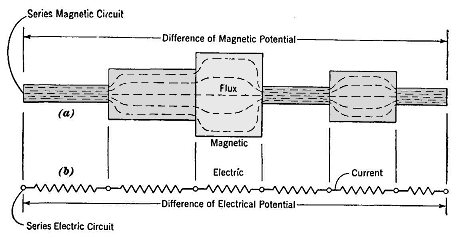 Series Magnetic Circuit
Difference of Magnetic Potential
Flux
(a)
Magnetic
(b)
Electric
Current
Difference of Electrical Potential
Series Electric Circuit